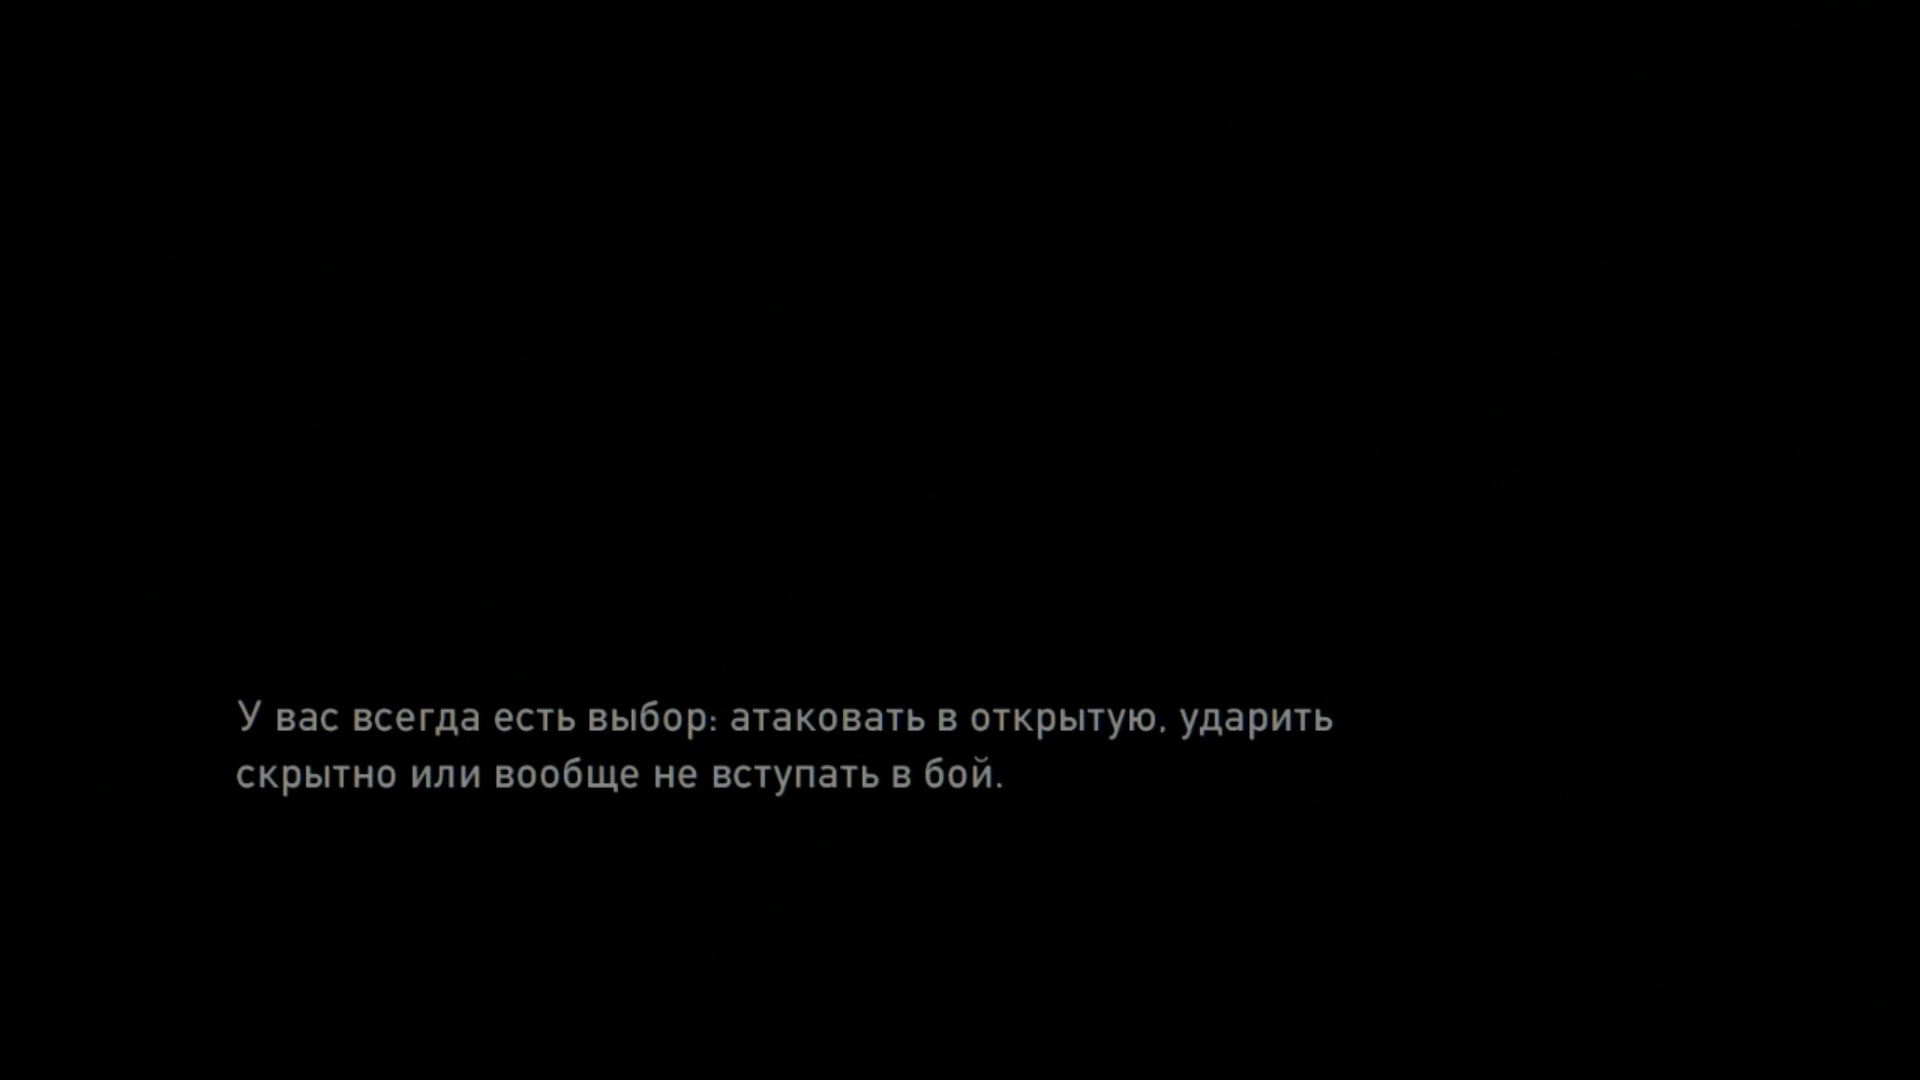 У вас всегда есть выбор: атаковать в открытую, ударить
скрытно или вообще не вступать в бой.